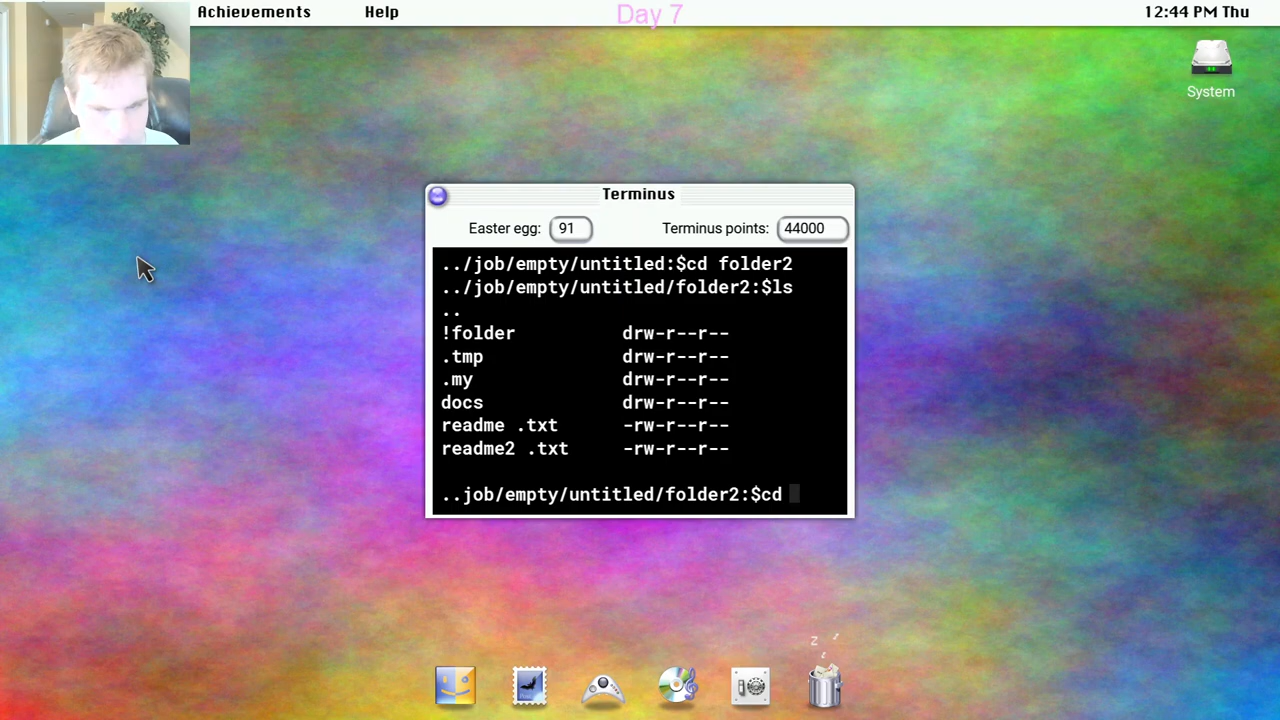 Achievements Help Day 7 12:44 PM Thu
System
Terminus
Easter egg: 91 Terminus points: 44000
../job/empty/untitled:$cd folder2
../job/empty/untitled/folder2:$ls
..
!folder drw-r--r--
.tmp drw-r--r--
.my drw-r--r--
docs drw-r--r--
readme .txt -rw-r--r--
readme2 .txt -rw-r--r--
..job/empty/untitled/folder2:$cd
z